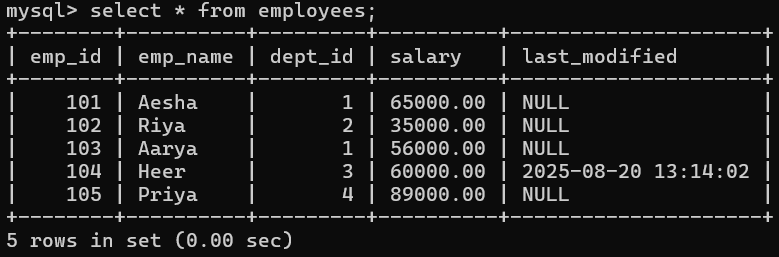 mysql> select * from employees;
+--------+----------+---------+----------+---------------------+
| emp_id | emp_name | dept_id | salary   | last_modified       |
+--------+----------+---------+----------+---------------------+
|    101 | Aesha    |       1 | 65000.00 | NULL                |
|    102 | Riya     |       2 | 35000.00 | NULL                |
|    103 | Aarya    |       1 | 56000.00 | NULL                |
|    104 | Heer     |       3 | 60000.00 | 2025-08-20 13:14:02 |
|    105 | Priya    |       4 | 89000.00 | NULL                |
+--------+----------+---------+----------+---------------------+
5 rows in set (0.00 sec)